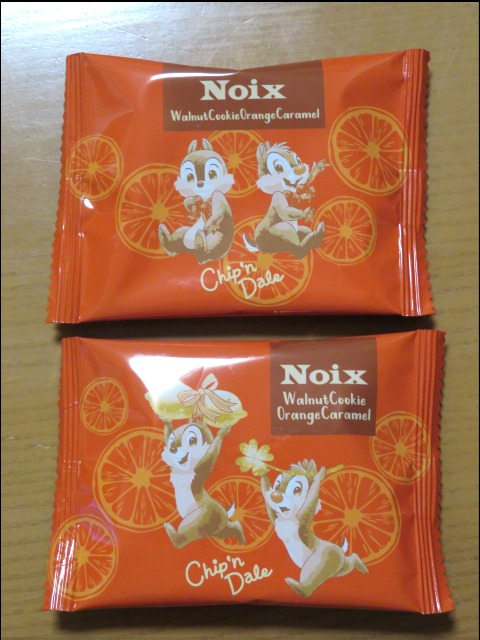 Noix
WalnutCookieOrangeCaramel
Chip'n
Dale
Noix
WalnutCookie
OrangeCaramel
Chip'n
Dale